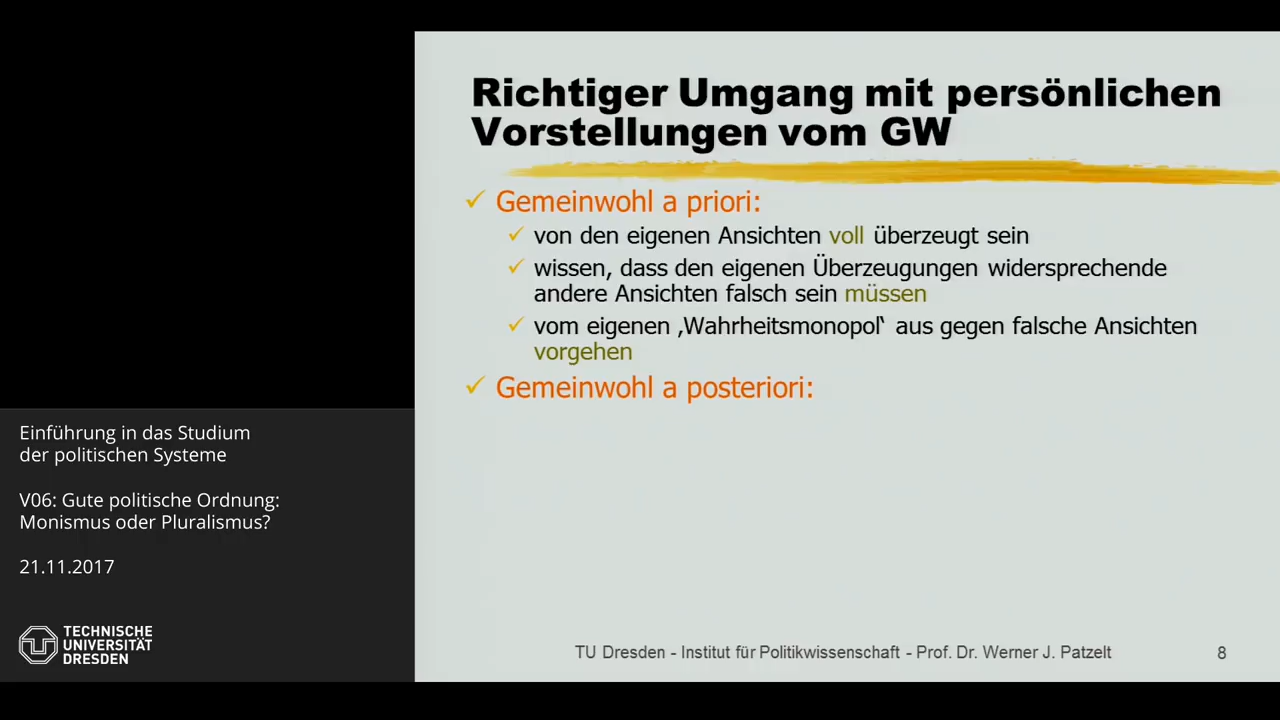 Richtiger Umgang mit persönlichen
Vorstellungen vom GW
Gemeinwohl a priori:
von den eigenen Ansichten voll überzeugt sein
wissen, dass den eigenen Überzeugungen widersprechende
andere Ansichten falsch sein müssen
vom eigenen ‚Wahrheitsmonopol‛ aus gegen falsche Ansichten
vorgehen
Gemeinwohl a posteriori:
Einführung in das Studium
der politischen Systeme
V06: Gute politische Ordnung:
Monismus oder Pluralismus?
21.11.2017
TECHNISCHE
UNIVERSITÄT
DRESDEN
TU Dresden - Institut für Politikwissenschaft - Prof. Dr. Werner J. Patzelt
8